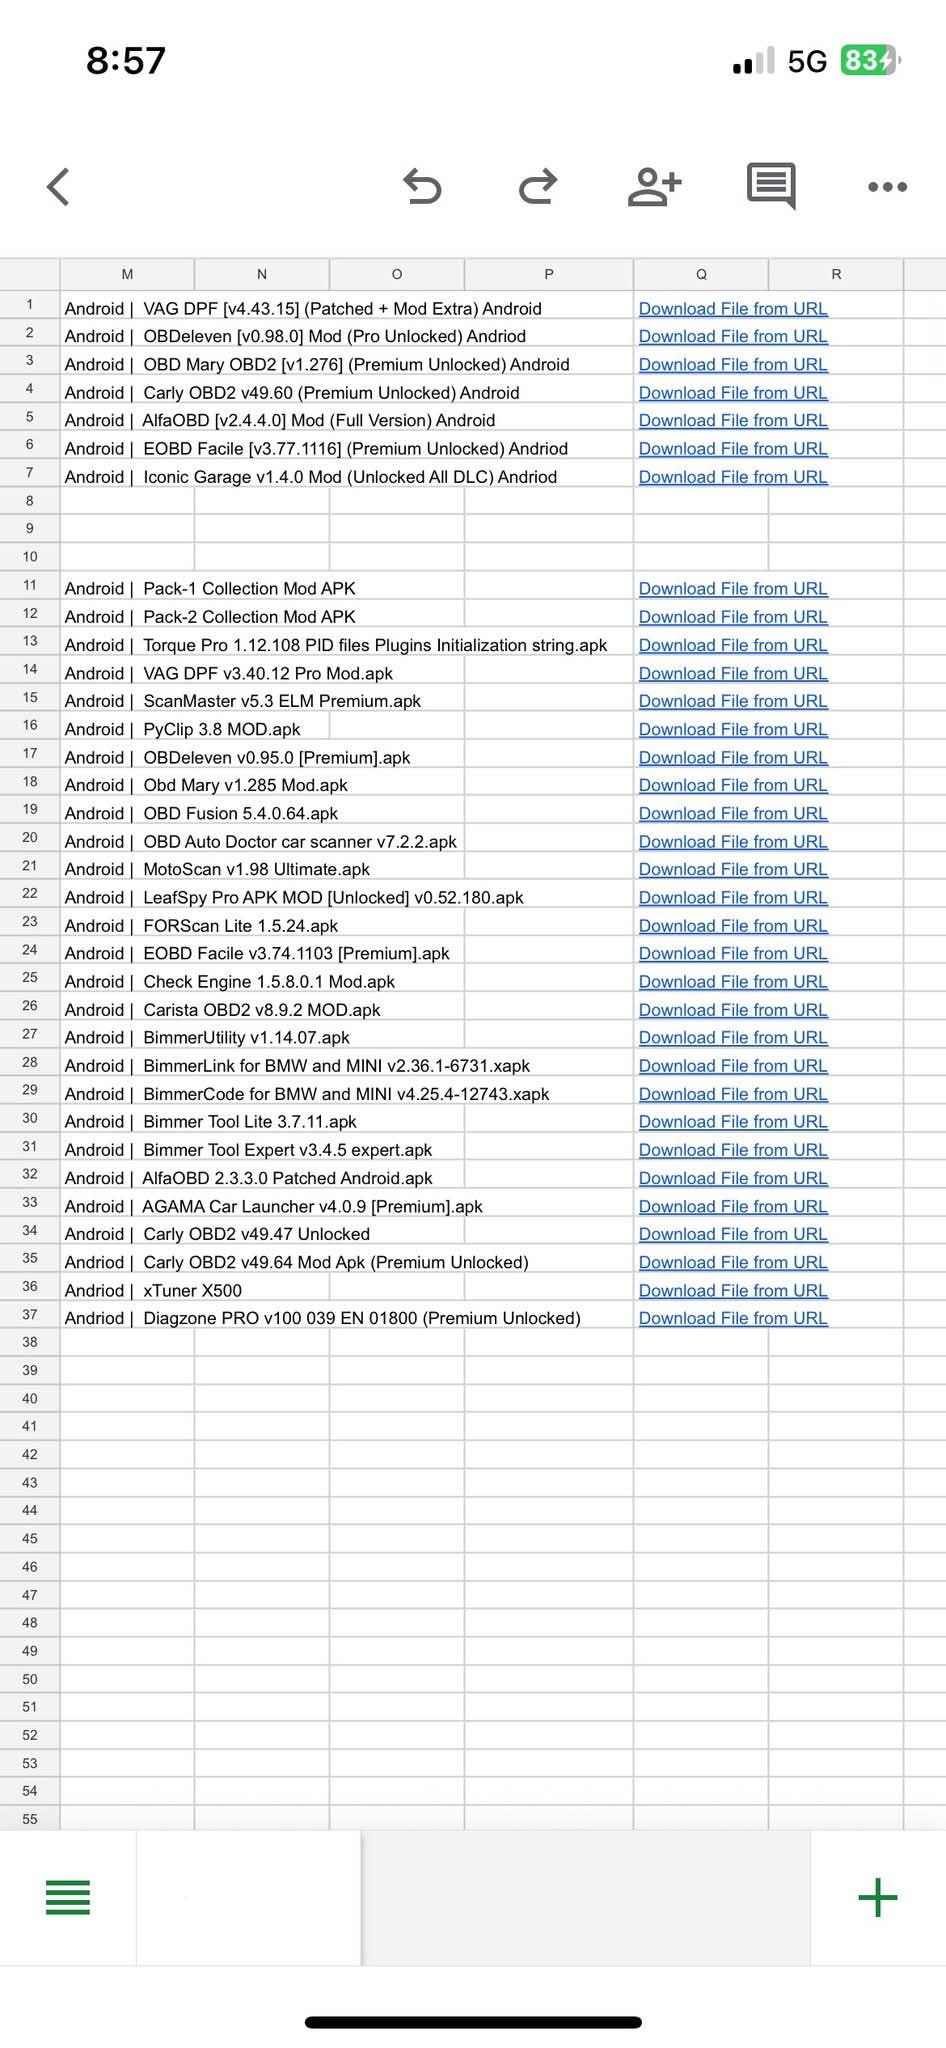 8:57
5G 83
M N O P Q R
1 Android | VAG DPF [v4.43.15] (Patched + Mod Extra) Android Download File from URL
2 Android | OBDeleven [v0.98.0] Mod (Pro Unlocked) Andriod Download File from URL
3 Android | OBD Mary OBD2 [v1.276] (Premium Unlocked) Android Download File from URL
4 Android | Carly OBD2 v49.60 (Premium Unlocked) Android Download File from URL
5 Android | AlfaOBD [v2.4.4.0] Mod (Full Version) Android Download File from URL
6 Android | EOBD Facile [v3.77.1116] (Premium Unlocked) Andriod Download File from URL
7 Android | Iconic Garage v1.4.0 Mod (Unlocked All DLC) Andriod Download File from URL
8
9
10
11 Android | Pack-1 Collection Mod APK Download File from URL
12 Android | Pack-2 Collection Mod APK Download File from URL
13 Android | Torque Pro 1.12.108 PID files Plugins Initialization string.apk Download File from URL
14 Android | VAG DPF v3.40.12 Pro Mod.apk Download File from URL
15 Android | ScanMaster v5.3 ELM Premium.apk Download File from URL
16 Android | PyClip 3.8 MOD.apk Download File from URL
17 Android | OBDeleven v0.95.0 [Premium].apk Download File from URL
18 Android | Obd Mary v1.285 Mod.apk Download File from URL
19 Android | OBD Fusion 5.4.0.64.apk Download File from URL
20 Android | OBD Auto Doctor car scanner v7.2.2.apk Download File from URL
21 Android | MotoScan v1.98 Ultimate.apk Download File from URL
22 Android | LeafSpy Pro APK MOD [Unlocked] v0.52.180.apk Download File from URL
23 Android | FORScan Lite 1.5.24.apk Download File from URL
24 Android | EOBD Facile v3.74.1103 [Premium].apk Download File from URL
25 Android | Check Engine 1.5.8.0.1 Mod.apk Download File from URL
26 Android | Carista OBD2 v8.9.2 MOD.apk Download File from URL
27 Android | BimmerUtility v1.14.07.apk Download File from URL
28 Android | BimmerLink for BMW and MINI v2.36.1-6731.xapk Download File from URL
29 Android | BimmerCode for BMW and MINI v4.25.4-12743.xapk Download File from URL
30 Android | Bimmer Tool Lite 3.7.11.apk Download File from URL
31 Android | Bimmer Tool Expert v3.4.5 expert.apk Download File from URL
32 Android | AlfaOBD 2.3.3.0 Patched Android.apk Download File from URL
33 Android | AGAMA Car Launcher v4.0.9 [Premium].apk Download File from URL
34 Android | Carly OBD2 v49.47 Unlocked Download File from URL
35 Andriod | Carly OBD2 v49.64 Mod Apk (Premium Unlocked) Download File from URL
36 Andriod | xTuner X500 Download File from URL
37 Andriod | Diagzone PRO v100 039 EN 01800 (Premium Unlocked) Download File from URL
38
39
40
41
42
43
44
45
46
47
48
49
50
51
52
53
54
55